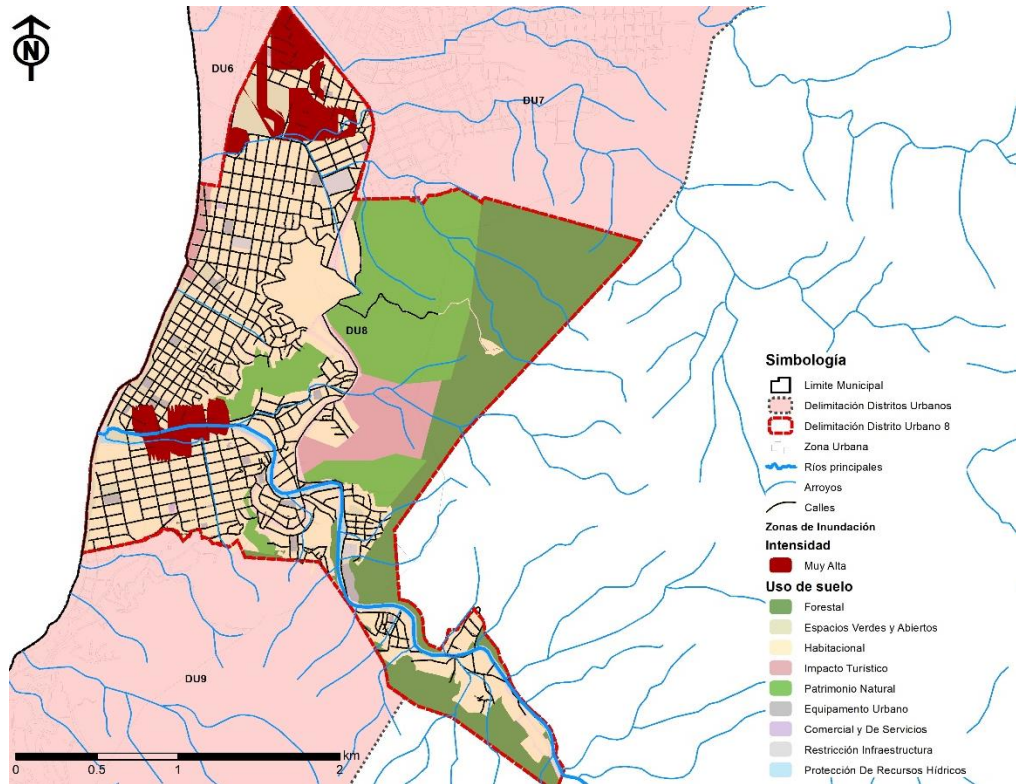 N
DU6
DU7
DU8
DU9
Simbología
Limite Municipal
Delimitación Distritos Urbanos
Delimitación Distrito Urbano 8
Zona Urbana
Ríos principales
Arroyos
Calles
Zonas de Inundación
Intensidad
Muy Alta
Uso de suelo
Forestal
Espacios Verdes y Abiertos
Habitacional
Impacto Turístico
Patrimonio Natural
Equipamento Urbano
Comercial y De Servicios
Restricción Infraestructura
Protección De Recursos Hídricos
km
0 0.5 1 2